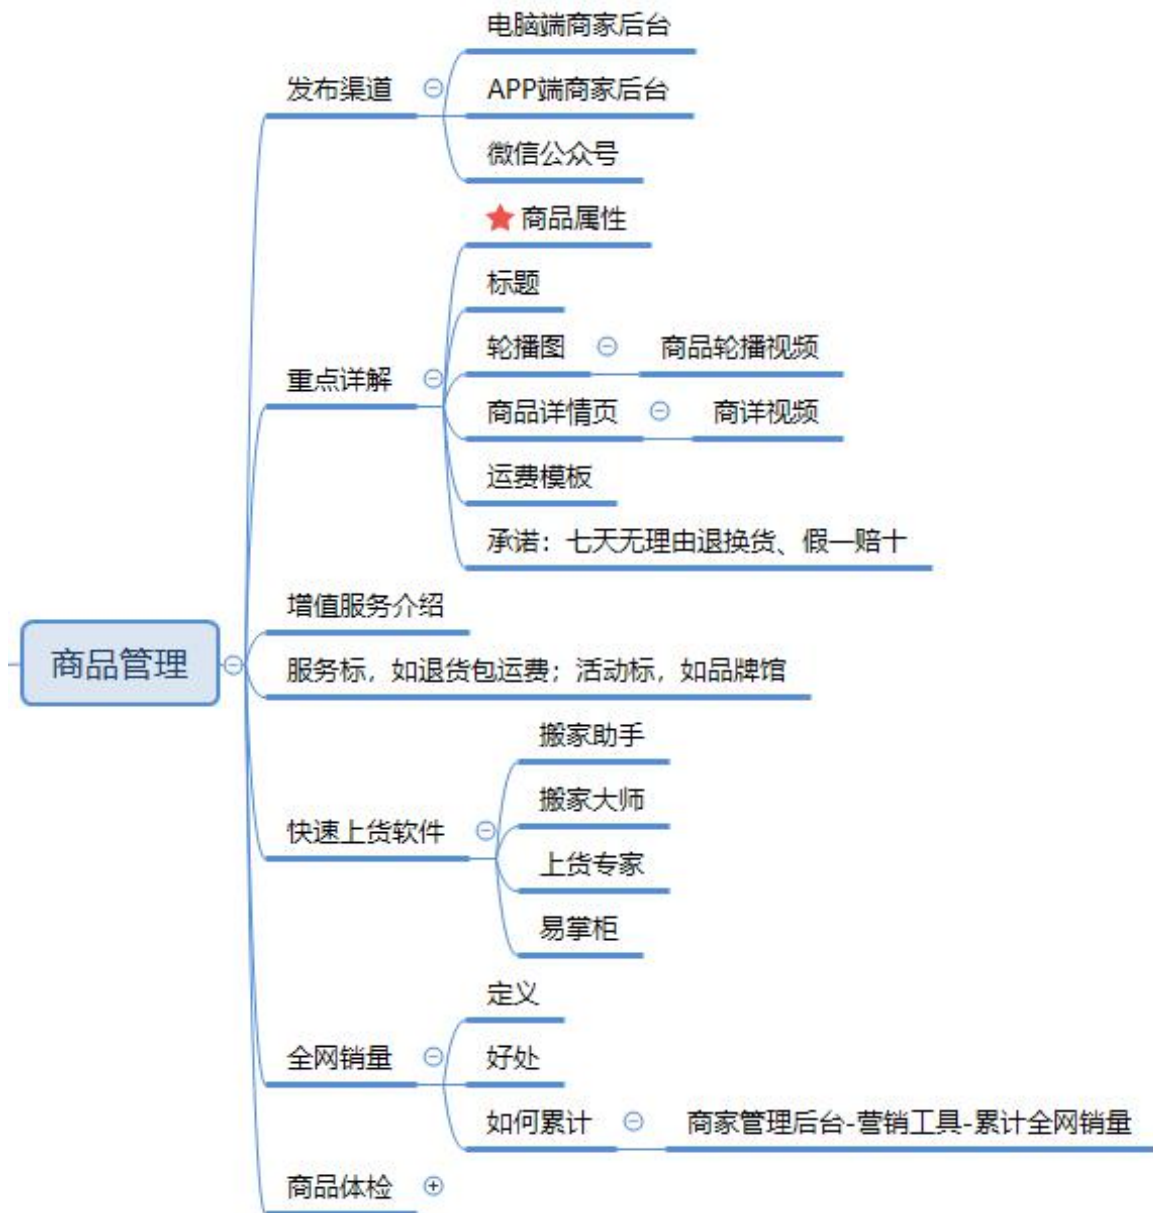 电脑端商家后台
发布渠道
APP端商家后台
微信公众号
商品属性
标题
轮播图
商品轮播视频
重点详解
商品详情页
商详视频
运费模板
承诺：七天无理由退换货、假一赔十
增值服务介绍
商品管理
服务标，如退货包运费；活动标，如品牌馆
搬家助手
搬家大师
快速上货软件
上货专家
易掌柜
定义
全网销量
好处
如何累计
商家管理后台-营销工具-累计全网销量
商品体检